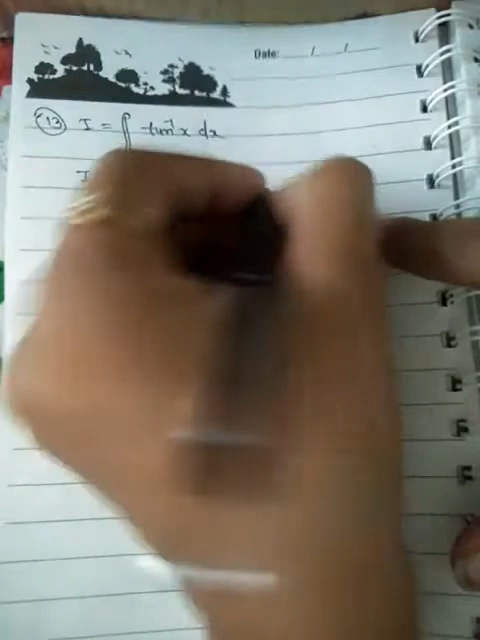 Date: / /
(13) I = ∫ tan⁻¹x dx
I